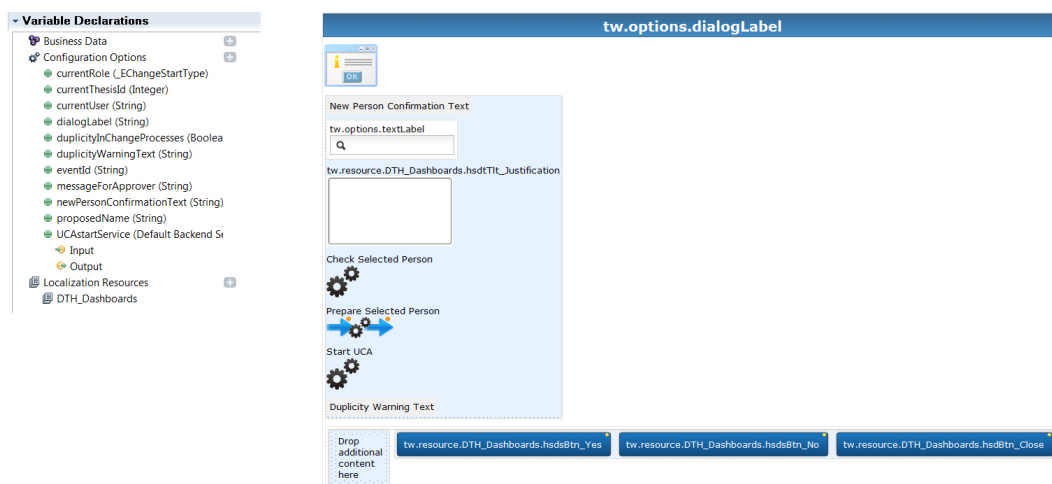 Variable Declarations
Business Data
Configuration Options
currentRole (_EChangeStartType)
currentThesisId (Integer)
currentUser (String)
dialogLabel (String)
duplicityInChangeProcesses (Boolea
duplicityWarningText (String)
eventId (String)
messageForApprover (String)
newPersonConfirmationText (String)
proposedName (String)
UCAstartService (Default Backend Se
Input
Output
Localization Resources
DTH_Dashboards
tw.options.dialogLabel
OK
New Person Confirmation Text
tw.options.textLabel
tw.resource.DTH_Dashboards.hsdtTlt_Justification
Check Selected Person
Prepare Selected Person
Start UCA
Duplicity Warning Text
Drop
additional
content
here
tw.resource.DTH_Dashboards.hsdsBtn_Yes
tw.resource.DTH_Dashboards.hsdsBtn_No
tw.resource.DTH_Dashboards.hsdBtn_Close